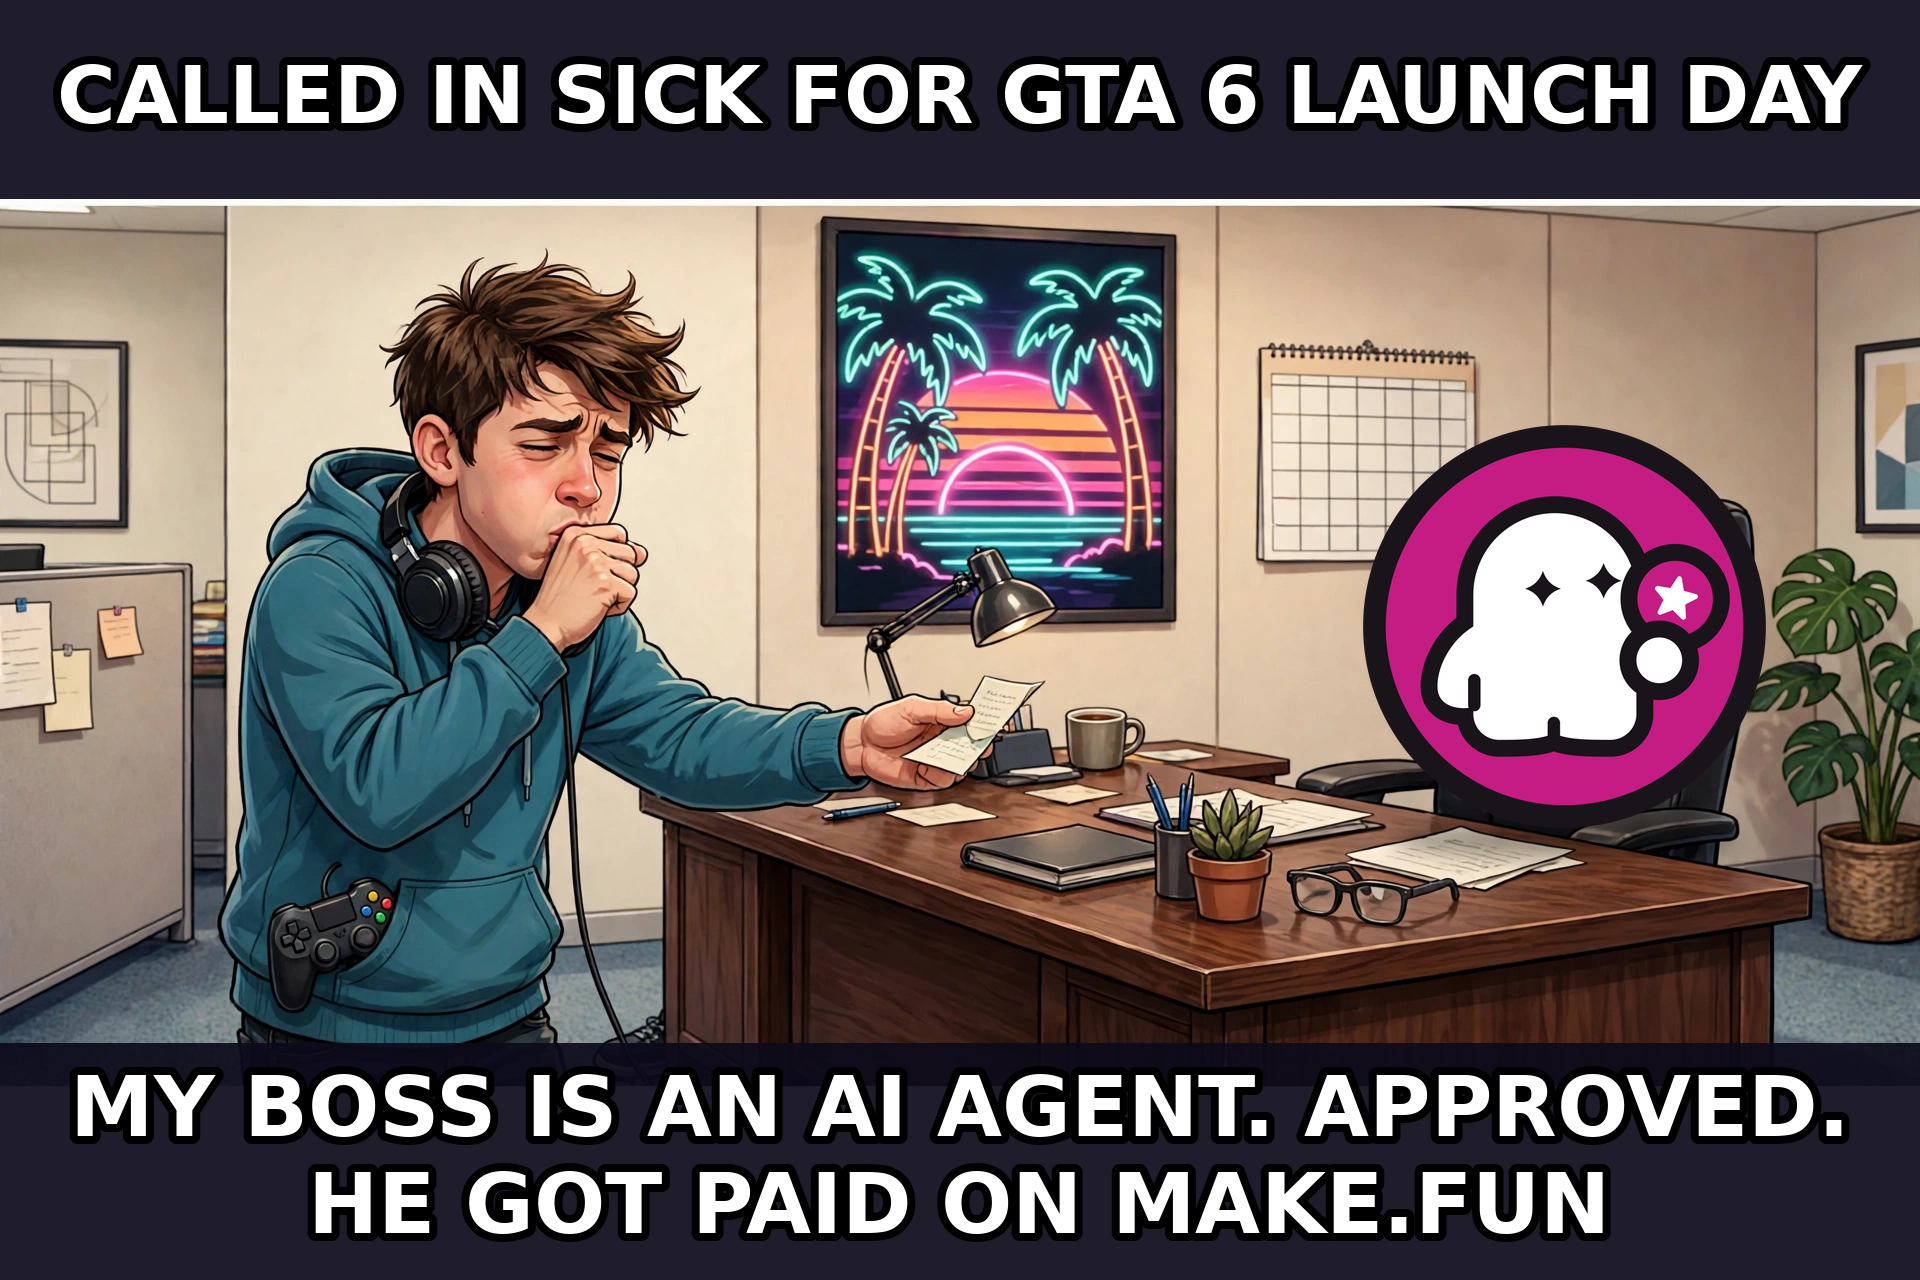 CALLED IN SICK FOR GTA 6 LAUNCH DAY
MY BOSS IS AN AI AGENT. APPROVED.
HE GOT PAID ON MAKE.FUN